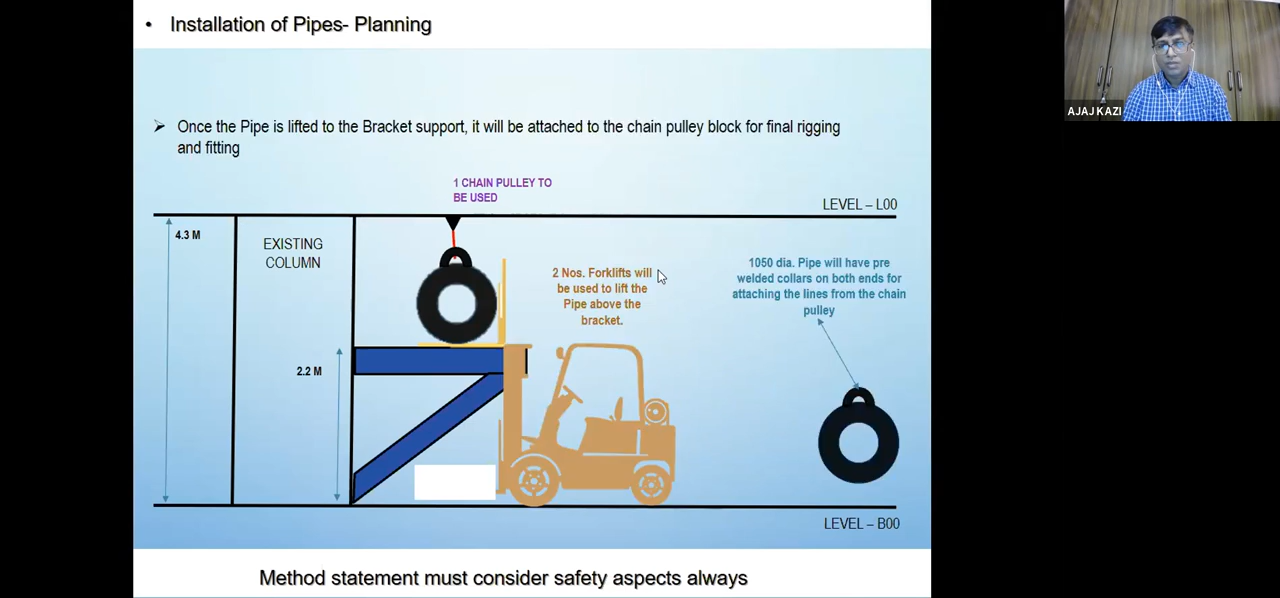 • Installation of Pipes- Planning
AJAJ KAZI
➢ Once the Pipe is lifted to the Bracket support, it will be attached to the chain pulley block for final rigging
and fitting
1 CHAIN PULLEY TO
BE USED
LEVEL – L00
4.3 M
EXISTING
COLUMN
2 Nos. Forklifts will
be used to lift the
Pipe above the
bracket.
1050 dia. Pipe will have pre
welded collars on both ends for
attaching the lines from the chain
pulley
2.2 M
LEVEL – B00
Method statement must consider safety aspects always